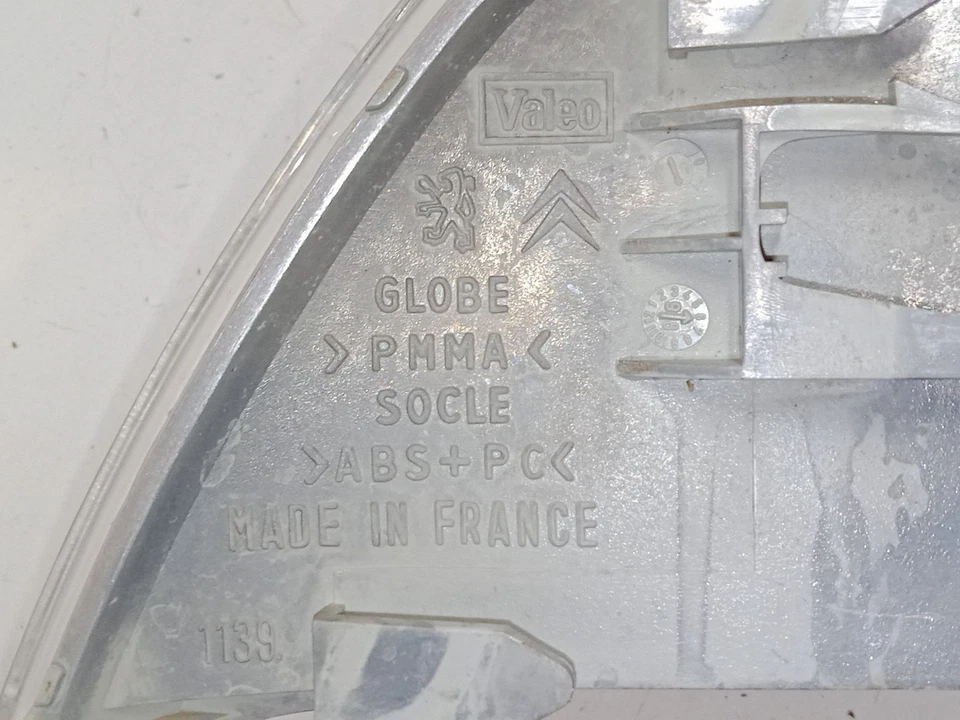 Valeo
GLOBE
>PMMA<
SOCLE
>ABS+PC<
MADE IN FRANCE
1139.